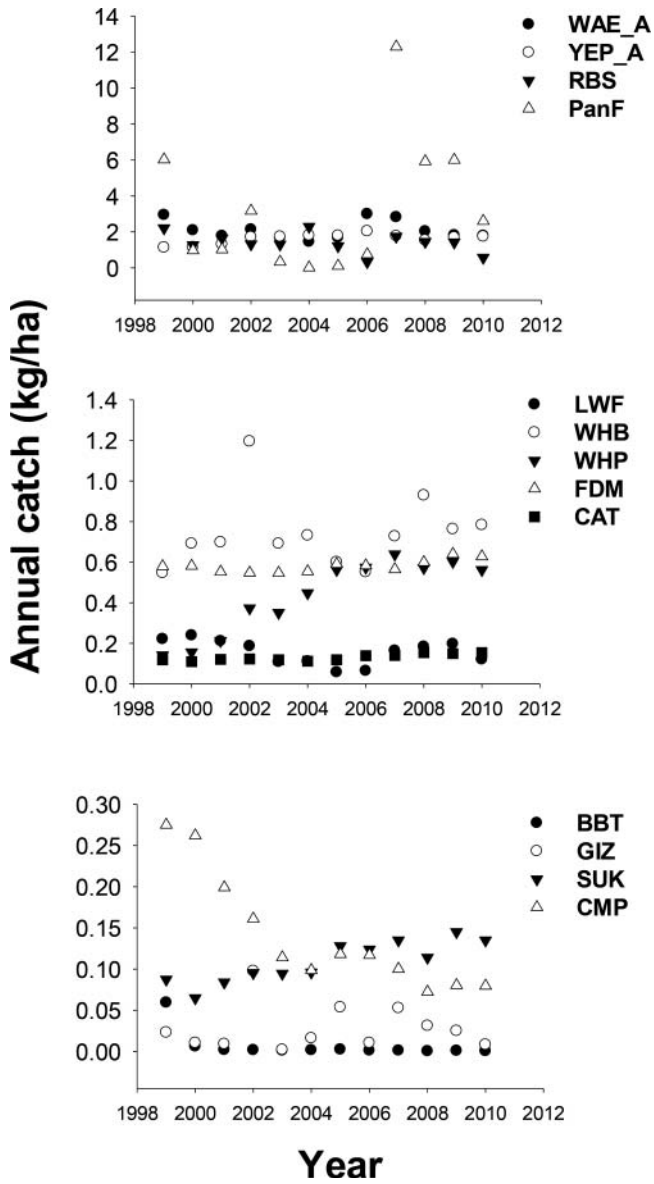 Annual catch (kg/ha)
14
12
10
8
6
4
2
0
1998 2000 2002 2004 2006 2008 2010 2012
WAE_A
YEP_A
RBS
PanF
1.4
1.2
1.0
0.8
0.6
0.4
0.2
0.0
1998 2000 2002 2004 2006 2008 2010 2012
LWF
WHB
WHP
FDM
CAT
0.30
0.25
0.20
0.15
0.10
0.05
0.00
1998 2000 2002 2004 2006 2008 2010 2012
BBT
GIZ
SUK
CMP
Year